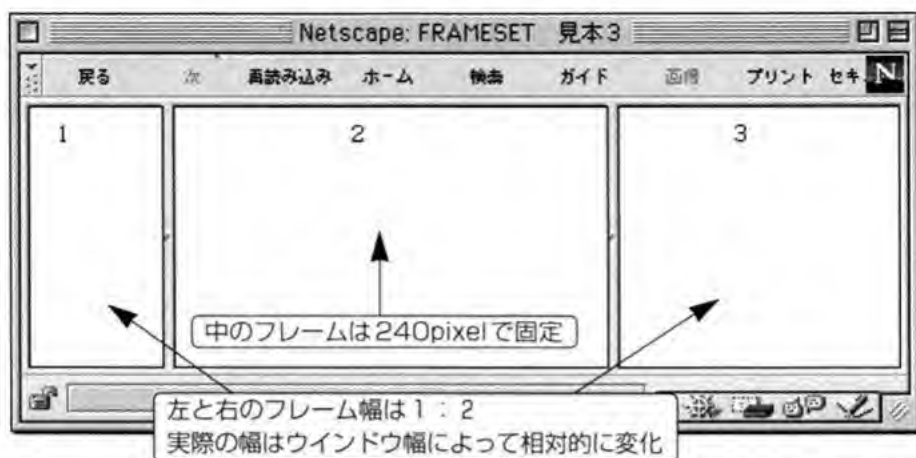 Netscape: FRAMESET 見本3
戻る 次 再読み込み ホーム 検索 ガイド 画像 プリント セキ N
1 2 3
中のフレームは240pixelで固定
左と右のフレーム幅は1:2
実際の幅はウインドウ幅によって相対的に変化